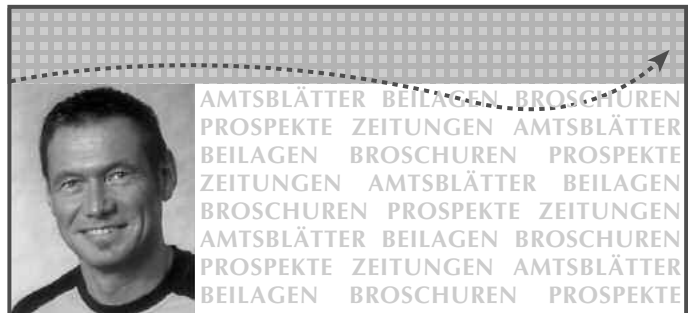 AMTSBLÄTTER BEILAGEN BROSCHUREN
PROSPEKTE ZEITUNGEN AMTSBLÄTTER
BEILAGEN BROSCHUREN PROSPEKTE
ZEITUNGEN AMTSBLÄTTER BEILAGEN
BROSCHUREN PROSPEKTE ZEITUNGEN
AMTSBLÄTTER BEILAGEN BROSCHUREN
PROSPEKTE ZEITUNGEN AMTSBLÄTTER
BEILAGEN BROSCHUREN PROSPEKTE